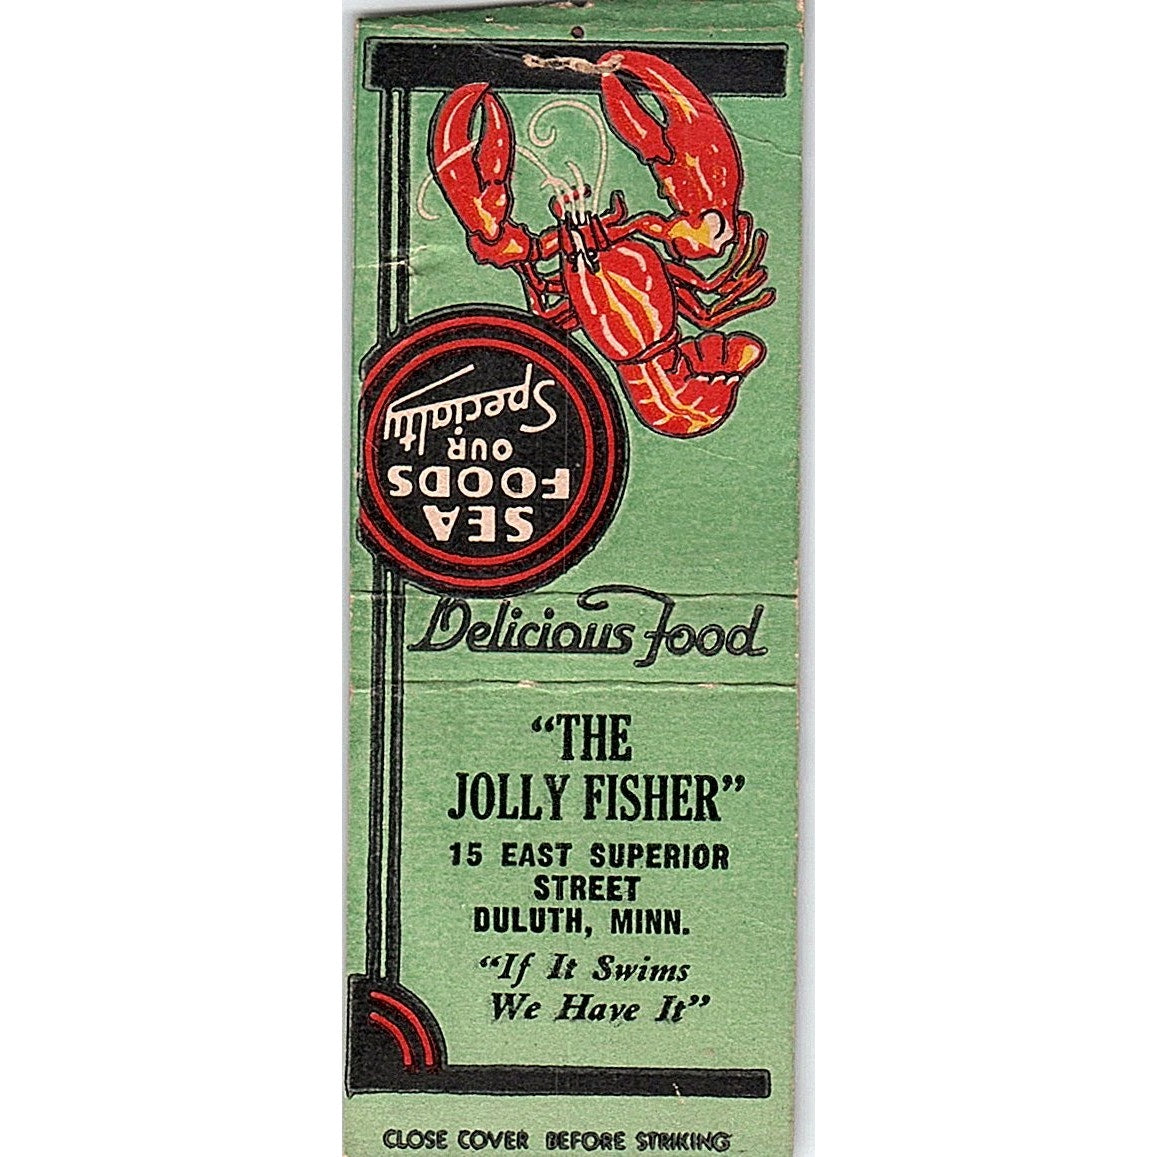 SEA
FOODS
OUR
Specialty
Delicious Food
“THE
JOLLY FISHER”
15 EAST SUPERIOR
STREET
DULUTH, MINN.
“If It Swims
We Have It”
CLOSE COVER BEFORE STRIKING